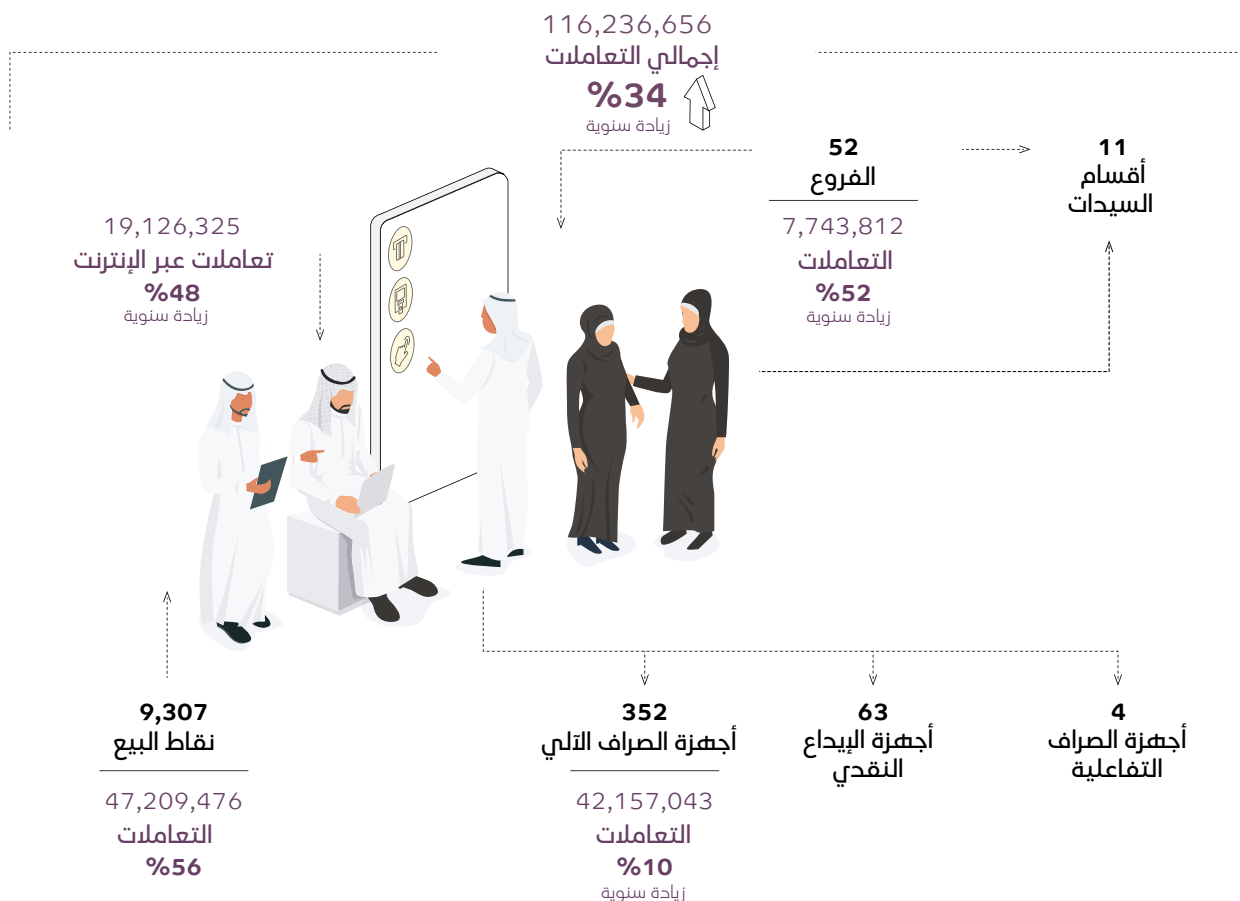 116,236,656
إجمالي التعاملات
%34
زيادة سنوية
11
أقسام
السيدات
52
الفروع
7,743,812
التعاملات
%52
زيادة سنوية
19,126,325
تعاملات عبر الإنترنت
%48
زيادة سنوية
4
أجهزة الصراف
التفاعلية
63
أجهزة الإيداع
النقدي
352
أجهزة الصراف الآلي
42,157,043
التعاملات
%10
زيادة سنوية
9,307
نقاط البيع
47,209,476
التعاملات
%56